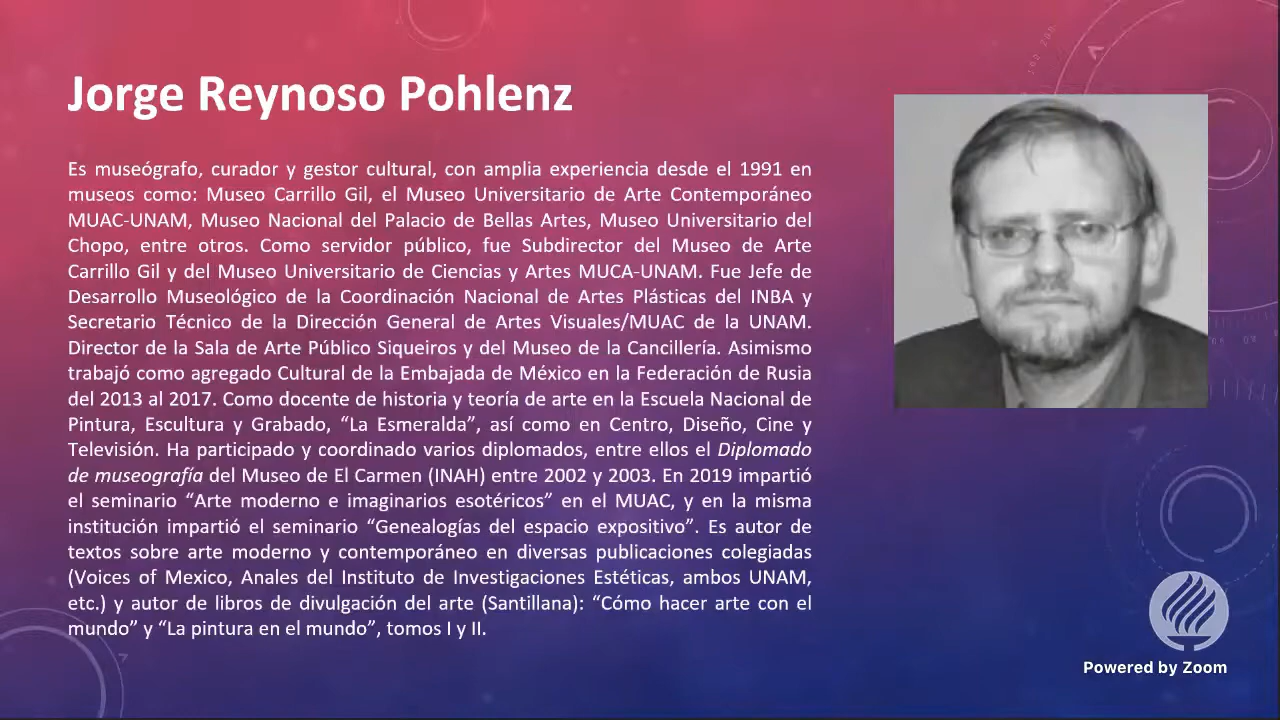 Jorge Reynoso Pohlenz
Es museógrafo, curador y gestor cultural, con amplia experiencia desde el 1991 en
museos como: Museo Carrillo Gil, el Museo Universitario de Arte Contemporáneo
MUAC-UNAM, Museo Nacional del Palacio de Bellas Artes, Museo Universitario del
Chopo, entre otros. Como servidor público, fue Subdirector del Museo de Arte
Carrillo Gil y del Museo Universitario de Ciencias y Artes MUCA-UNAM. Fue Jefe de
Desarrollo Museológico de la Coordinación Nacional de Artes Plásticas del INBA y
Secretario Técnico de la Dirección General de Artes Visuales/MUAC de la UNAM.
Director de la Sala de Arte Público Siqueiros y del Museo de la Cancillería. Asimismo
trabajó como agregado Cultural de la Embajada de México en la Federación de Rusia
del 2013 al 2017. Como docente de historia y teoría de arte en la Escuela Nacional de
Pintura, Escultura y Grabado, “La Esmeralda”, así como en Centro, Diseño, Cine y
Televisión. Ha participado y coordinado varios diplomados, entre ellos el Diplomado
de museografía del Museo de El Carmen (INAH) entre 2002 y 2003. En 2019 impartió
el seminario “Arte moderno e imaginarios esotéricos” en el MUAC, y en la misma
institución impartió el seminario “Genealogías del espacio expositivo”. Es autor de
textos sobre arte moderno y contemporáneo en diversas publicaciones colegiadas
(Voices of Mexico, Anales del Instituto de Investigaciones Estéticas, ambos UNAM,
etc.) y autor de libros de divulgación del arte (Santillana): “Cómo hacer arte con el
mundo” y “La pintura en el mundo”, tomos I y II.
Powered by Zoom